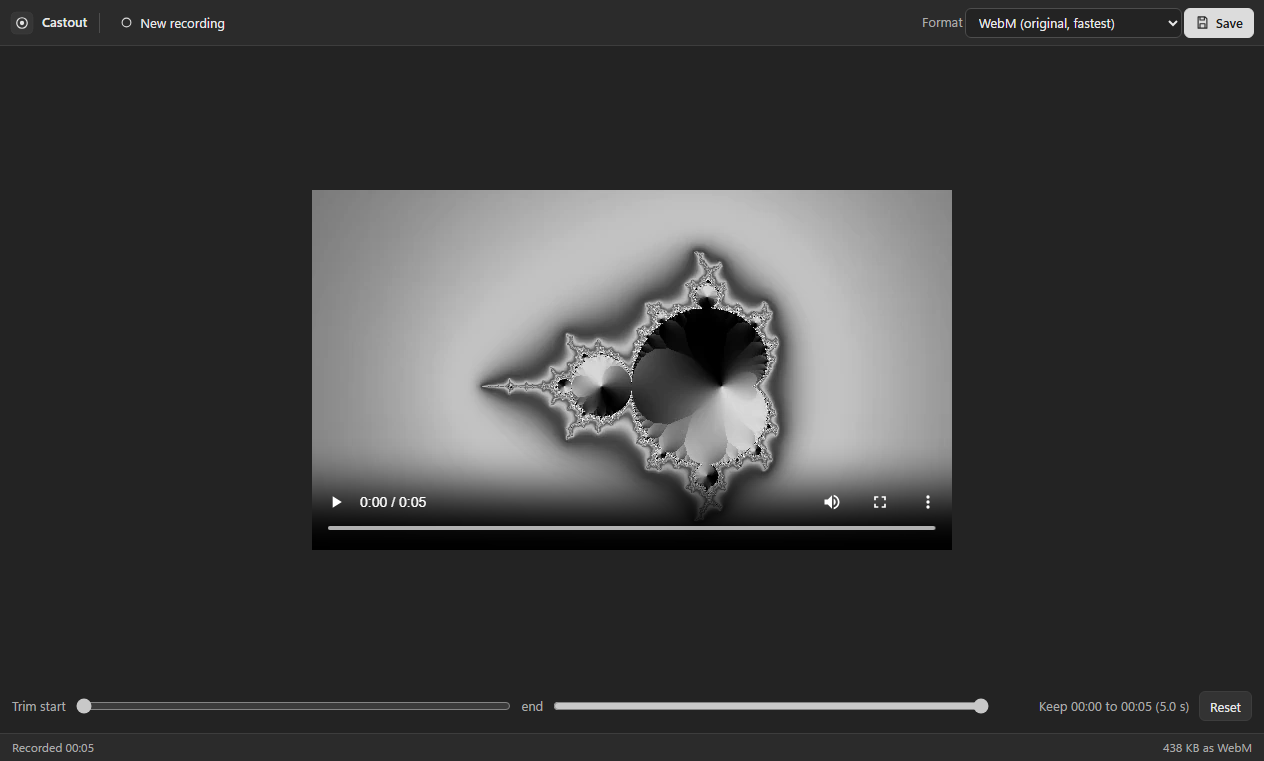 Castout
New recording
Format
WebM (original, fastest)
Save
0:00 / 0:05
Trim start
end
Keep 00:00 to 00:05 (5.0 s)
Reset
Recorded 00:05
438 KB as WebM